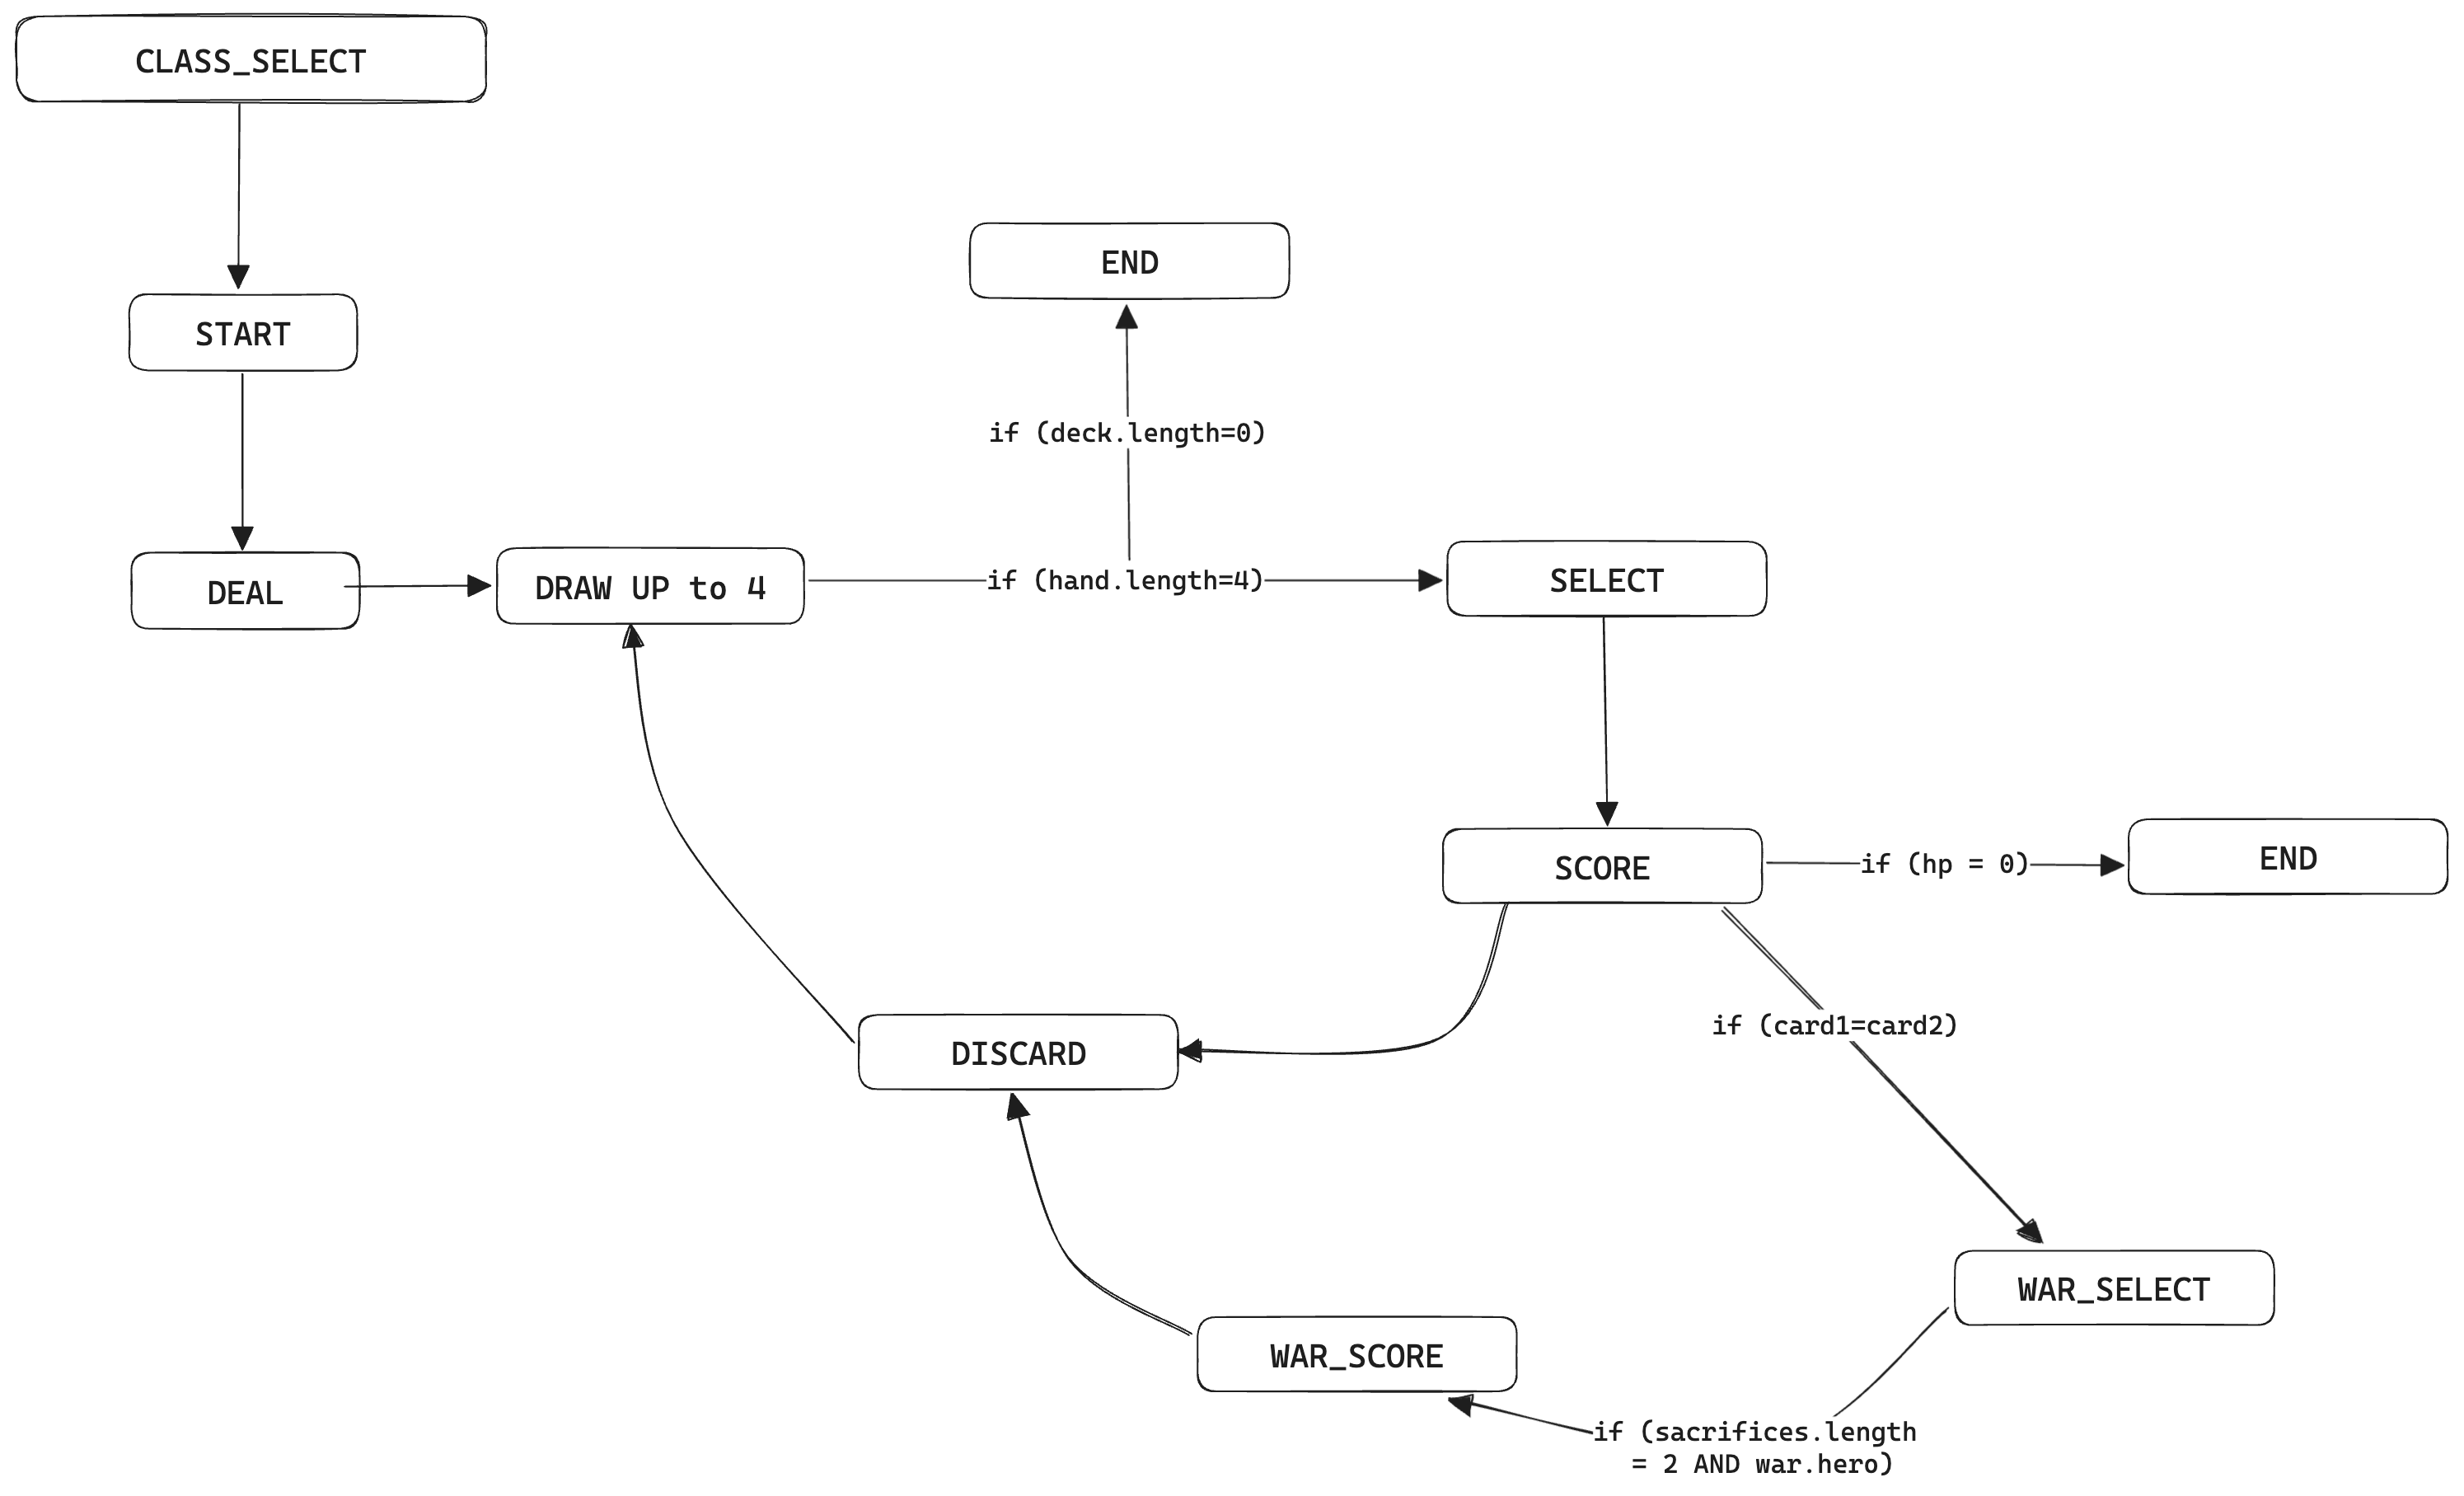 CLASS_SELECT
END
START
if (deck.length=0)
DEAL
DRAW UP to 4
if (hand.length=4)
SELECT
SCORE
if (hp = 0)
END
if (card1=card2)
DISCARD
WAR_SELECT
WAR_SCORE
if (sacrifices.length
= 2 AND war.hero)